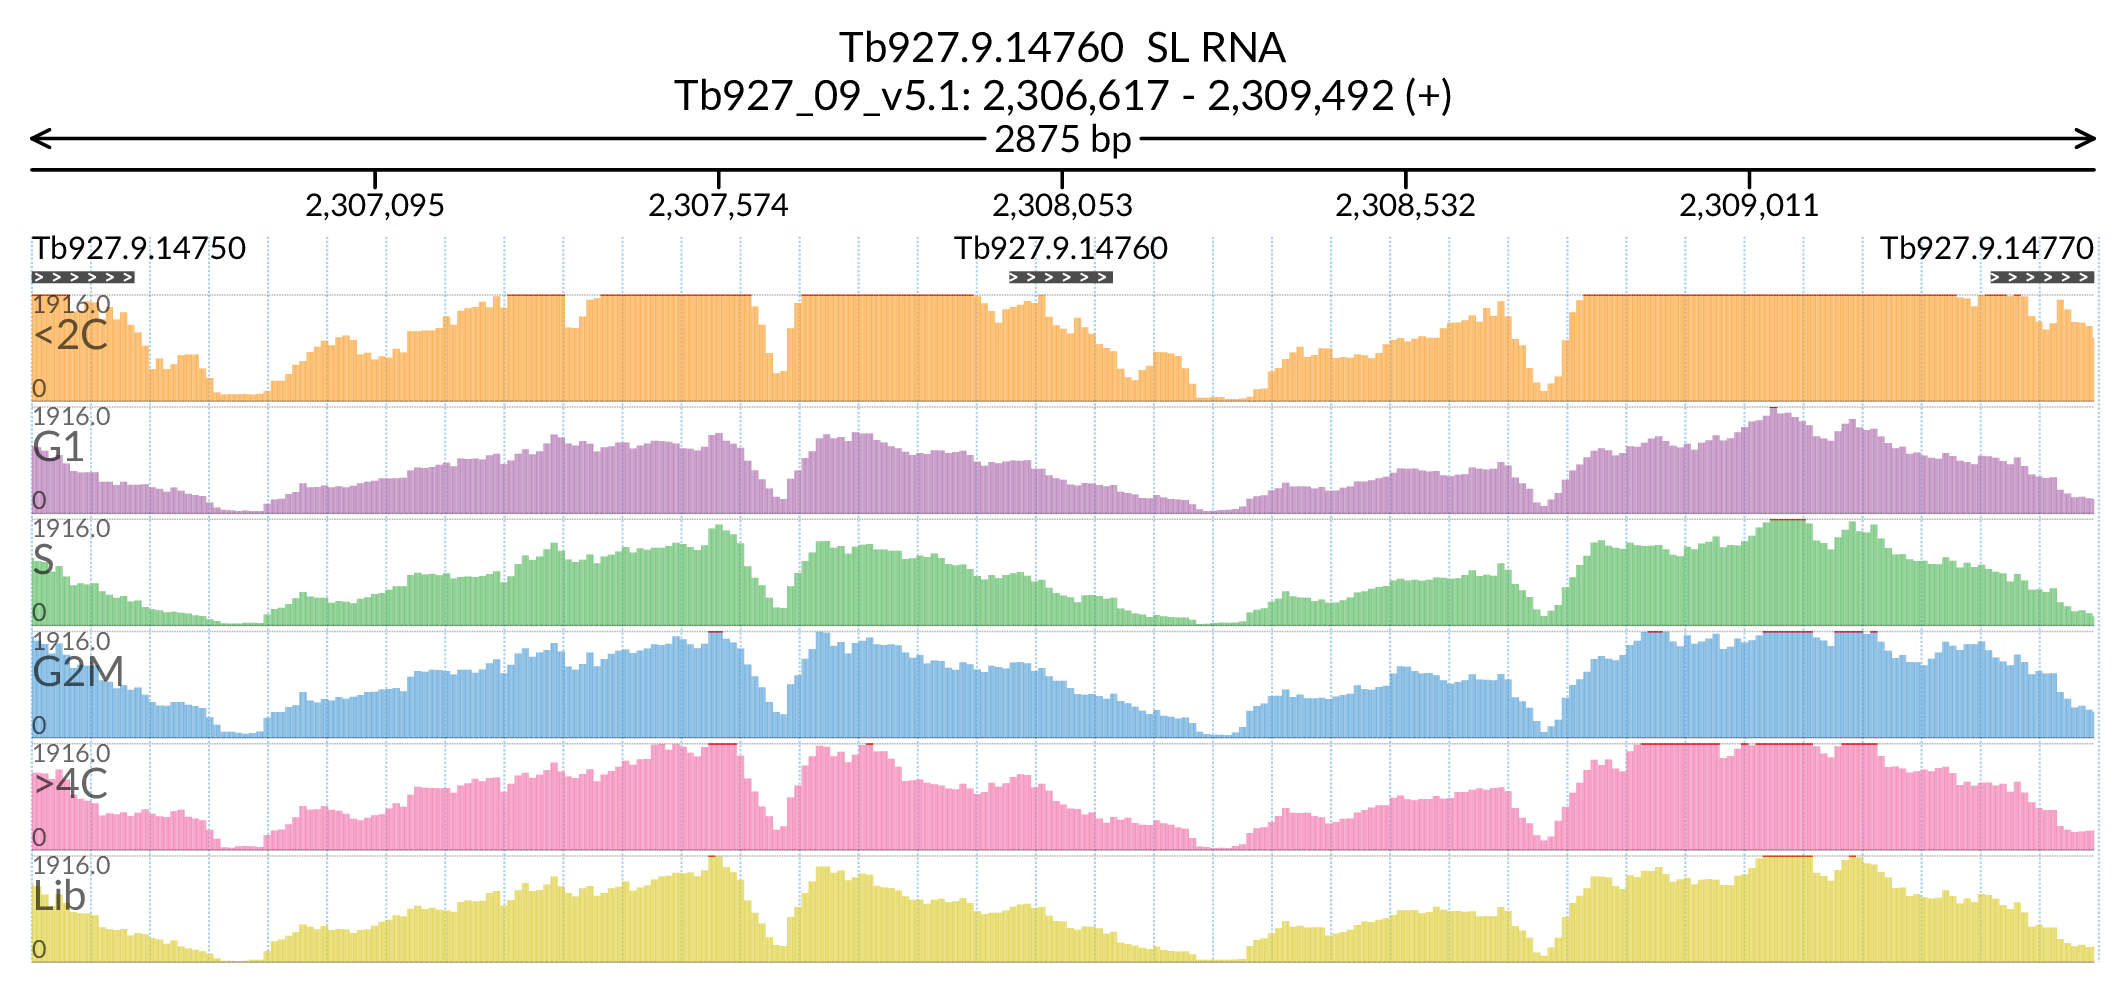 Tb927.9.14760  SL RNA
Tb927_09_v5.1: 2,306,617 - 2,309,492 (+)
2875 bp
2,307,095 2,307,574 2,308,053 2,308,532 2,309,011
Tb927.9.14750 Tb927.9.14760 Tb927.9.14770
1916.0
<2C
0
1916.0
G1
0
1916.0
S
0
1916.0
G2M
0
1916.0
>4C
0
1916.0
Lib
0